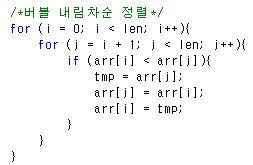 /*버블 내림차순 정렬*/
for (i = 0; i < len; i++){
for (j = i + 1; j < len; j++){
if (arr[i] < arr[j]){
tmp = arr[j];
arr[j] = arr[i];
arr[i] = tmp;
}
}
}